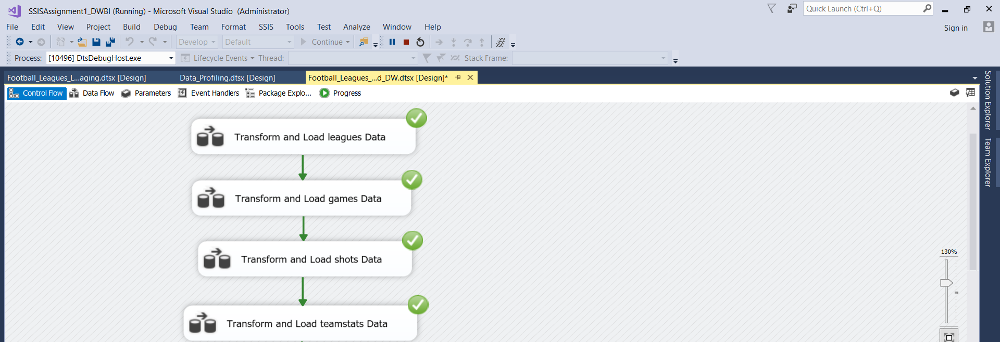 SSISAssignment1_DWBI (Running) - Microsoft Visual Studio (Administrator)
Quick Launch (Ctrl+Q)
File Edit View Project Build Debug Team Format SSIS Tools Test Analyze Window Help
Sign in
Develop Default Continue
Process: [10496] DtsDebugHost.exe Lifecycle Events Thread: Stack Frame:
Football_Leagues_L...aging.dtsx [Design] Data_Profiling.dtsx [Design] Football_Leagues_...d_DW.dtsx [Design]*
Control Flow Data Flow Parameters Event Handlers Package Explo... Progress
Solution Explorer
Team Explorer
Transform and Load leagues Data
Transform and Load games Data
Transform and Load shots Data
130%
Transform and Load teamstats Data